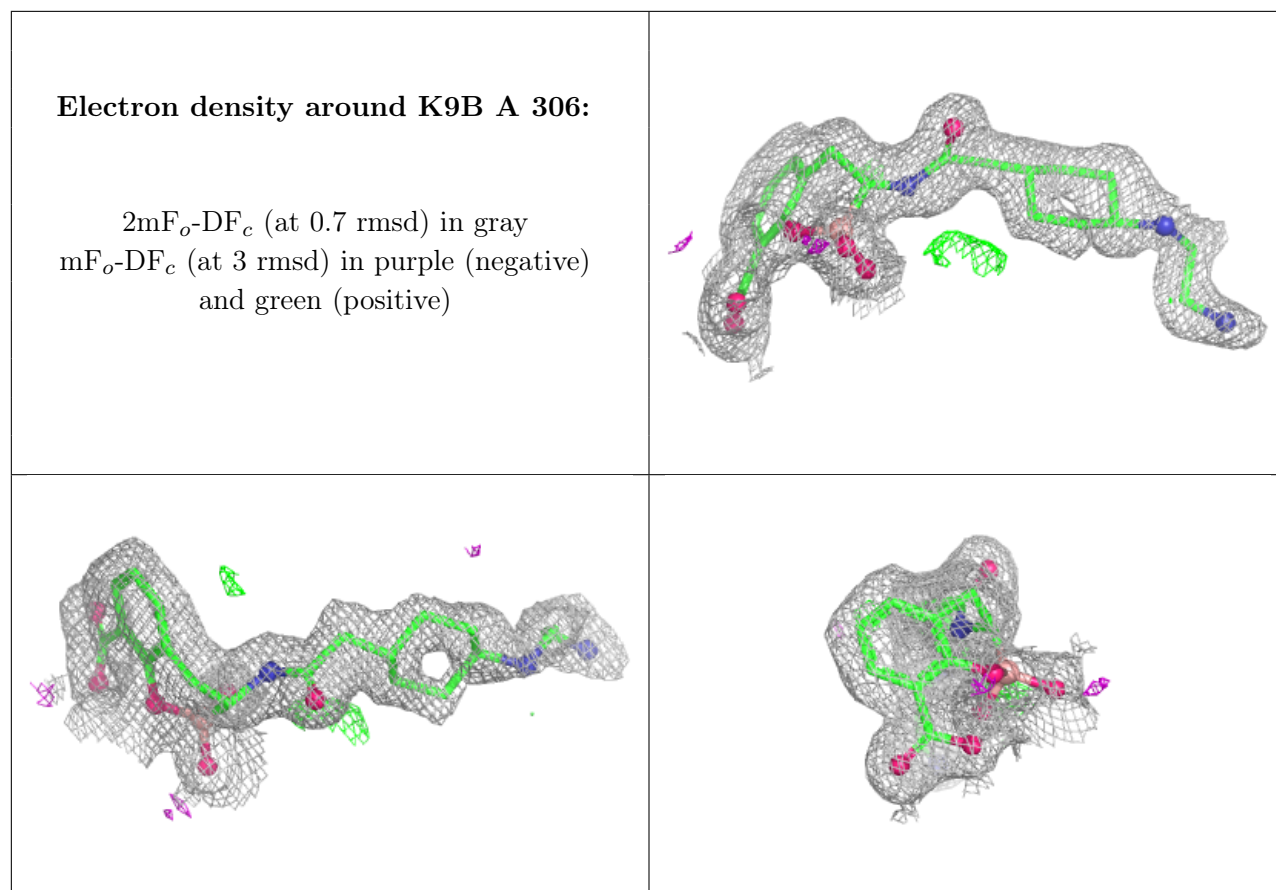 Electron density around K9B A 306:
2mFₒ-DF𝒸 (at 0.7 rmsd) in gray
mFₒ-DF𝒸 (at 3 rmsd) in purple (negative)
and green (positive)